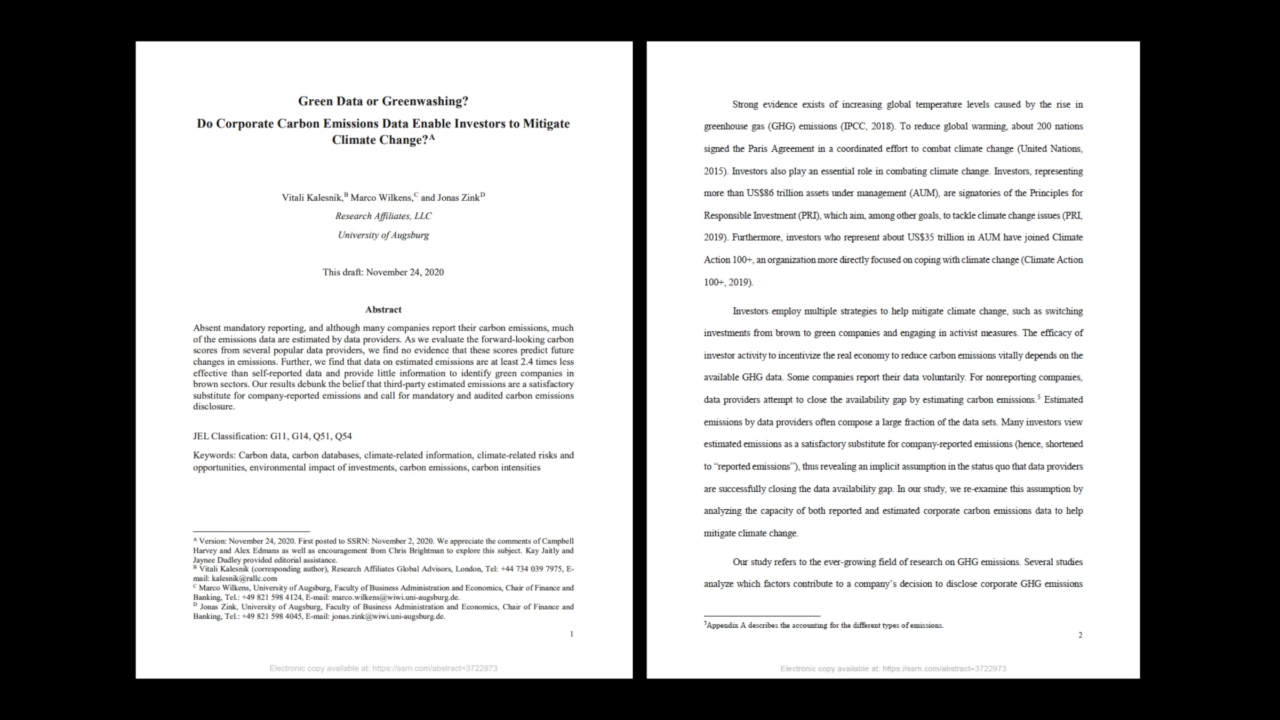 Green Data or Greenwashing?
Do Corporate Carbon Emissions Data Enable Investors to Mitigate
Climate Change?A
Vitali Kalesnik,B Marco Wilkens,C and Jonas ZinkD
Research Affiliates, LLC
University of Augsburg
This draft: November 24, 2020
Abstract
Absent mandatory reporting, and although many companies report their carbon emissions, much
of the emissions data are estimated by data providers. As we evaluate the forward-looking carbon
scores from several popular data providers, we find no evidence that these scores predict future
changes in emissions. Further, we find that data on estimated emissions are at least 2.4 times less
effective than self-reported data and provide little information to identify green companies in
brown sectors. Our results debunk the belief that third-party estimated emissions are a satisfactory
substitute for company-reported emissions and call for mandatory and audited carbon emissions
disclosure.
JEL Classification: G11, G14, Q51, Q54
Keywords: Carbon data, carbon databases, climate-related information, climate-related risks and
opportunities, environmental impact of investments, carbon emissions, carbon intensities
A Version: November 24, 2020. First posted to SSRN: November 2, 2020. We appreciate the comments of Campbell
Harvey and Alex Edmans as well as encouragement from Chris Brightman to explore this subject. Kay Jaitly and
Jaynee Dudley provided editorial assistance.
B Vitali Kalesnik (corresponding author), Research Affiliates Global Advisors, London, Tel: +44 734 039 7975, E-
mail: kalesnik@rallc.com
C Marco Wilkens, University of Augsburg, Faculty of Business Administration and Economics, Chair of Finance and
Banking, Tel.: +49 821 598 4124, E-mail: marco.wilkens@wiwi.uni-augsburg.de.
D Jonas Zink, University of Augsburg, Faculty of Business Administration and Economics, Chair of Finance and
Banking, Tel.: +49 821 598 4045, E-mail: jonas.zink@wiwi.uni-augsburg.de.
1
Electronic copy available at: https://ssrn.com/abstract=3722973
Strong evidence exists of increasing global temperature levels caused by the rise in
greenhouse gas (GHG) emissions (IPCC, 2018). To reduce global warming, about 200 nations
signed the Paris Agreement in a coordinated effort to combat climate change (United Nations,
2015). Investors also play an essential role in combating climate change. Investors, representing
more than US$86 trillion assets under management (AUM), are signatories of the Principles for
Responsible Investment (PRI), which aim, among other goals, to tackle climate change issues (PRI,
2019). Furthermore, investors who represent about US$35 trillion in AUM have joined Climate
Action 100+, an organization more directly focused on coping with climate change (Climate Action
100+, 2019).
Investors employ multiple strategies to help mitigate climate change, such as switching
investments from brown to green companies and engaging in activist measures. The efficacy of
investor activity to incentivize the real economy to reduce carbon emissions vitally depends on the
available GHG data. Some companies report their data voluntarily. For nonreporting companies,
data providers attempt to close the availability gap by estimating carbon emissions.5 Estimated
emissions by data providers often compose a large fraction of the data sets. Many investors view
estimated emissions as a satisfactory substitute for company-reported emissions (hence, shortened
to “reported emissions”), thus revealing an implicit assumption in the status quo that data providers
are successfully closing the data availability gap. In our study, we re-examine this assumption by
analyzing the capacity of both reported and estimated corporate carbon emissions data to help
mitigate climate change.
Our study refers to the ever-growing field of research on GHG emissions. Several studies
analyze which factors contribute to a company’s decision to disclose corporate GHG emissions
5Appendix A describes the accounting for the different types of emissions.
2
Electronic copy available at: https://ssrn.com/abstract=3722973